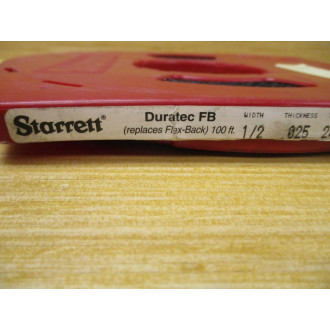 Starrett®
Duratec FB
(replaces Flex-Back) 100 ft.
WIDTH THICKNESS
1/2 .025